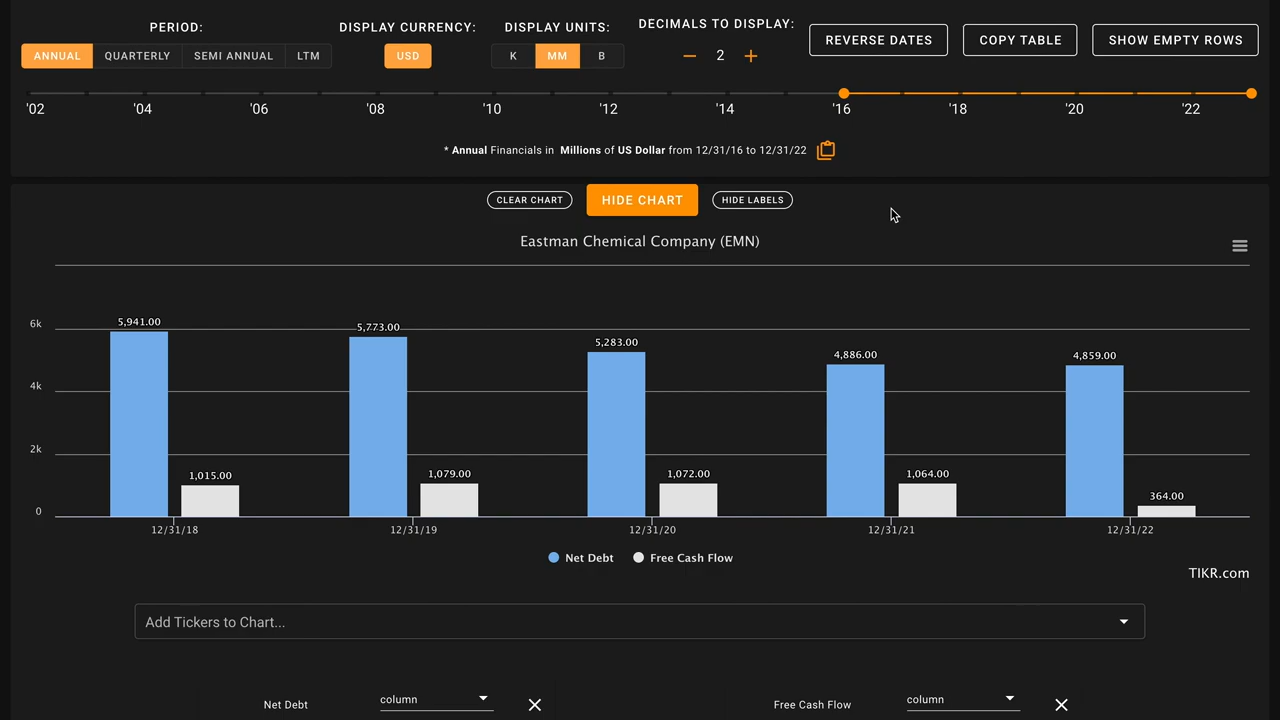 PERIOD:
ANNUAL QUARTERLY SEMI ANNUAL LTM
DISPLAY CURRENCY:
USD
DISPLAY UNITS:
K MM B
DECIMALS TO DISPLAY:
2
REVERSE DATES
COPY TABLE
SHOW EMPTY ROWS
'02 '04 '06 '08 '10 '12 '14 '16 '18 '20 '22
* Annual Financials in Millions of US Dollar from 12/31/16 to 12/31/22
CLEAR CHART
HIDE CHART
HIDE LABELS
Eastman Chemical Company (EMN)
6k
4k
2k
0
5,941.00
1,015.00
5,773.00
1,079.00
5,283.00
1,072.00
4,886.00
1,064.00
4,859.00
364.00
12/31/18 12/31/19 12/31/20 12/31/21 12/31/22
Net Debt Free Cash Flow
TIKR.com
Add Tickers to Chart...
Net Debt column
Free Cash Flow column